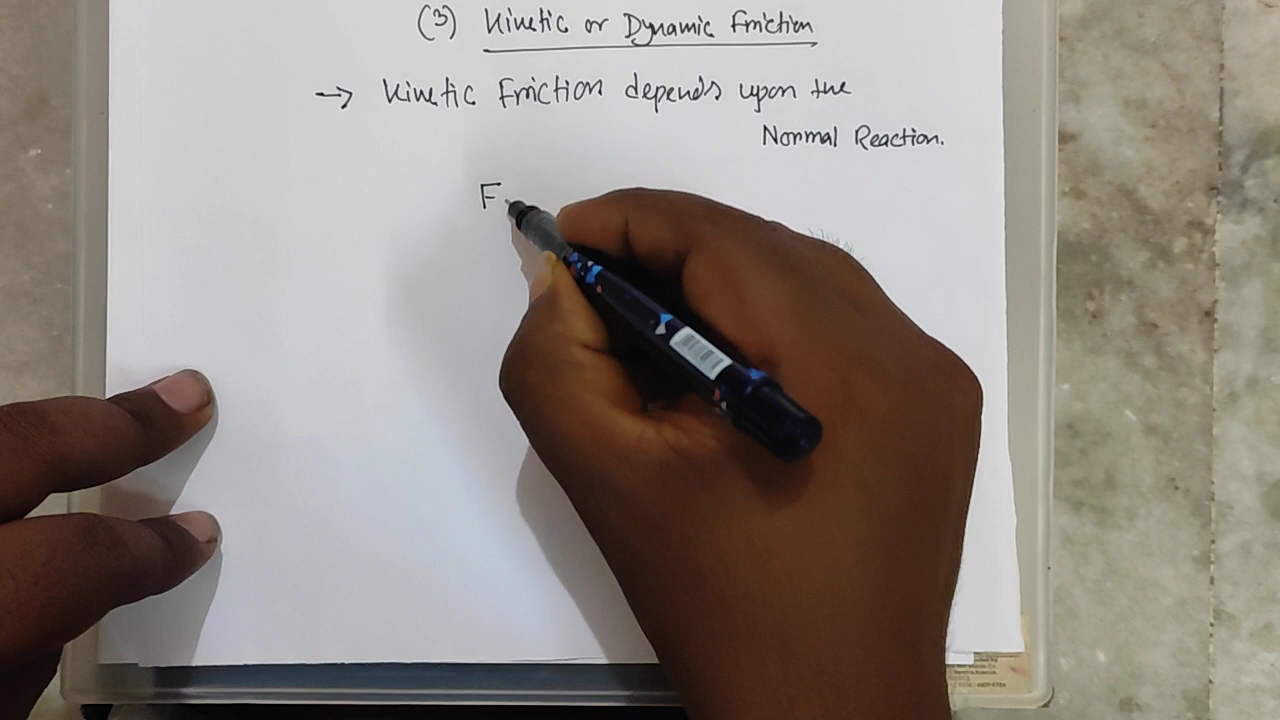 (3) Kinetic or Dynamic Friction
→ Kinetic Friction depends upon the
Normal Reaction.
F